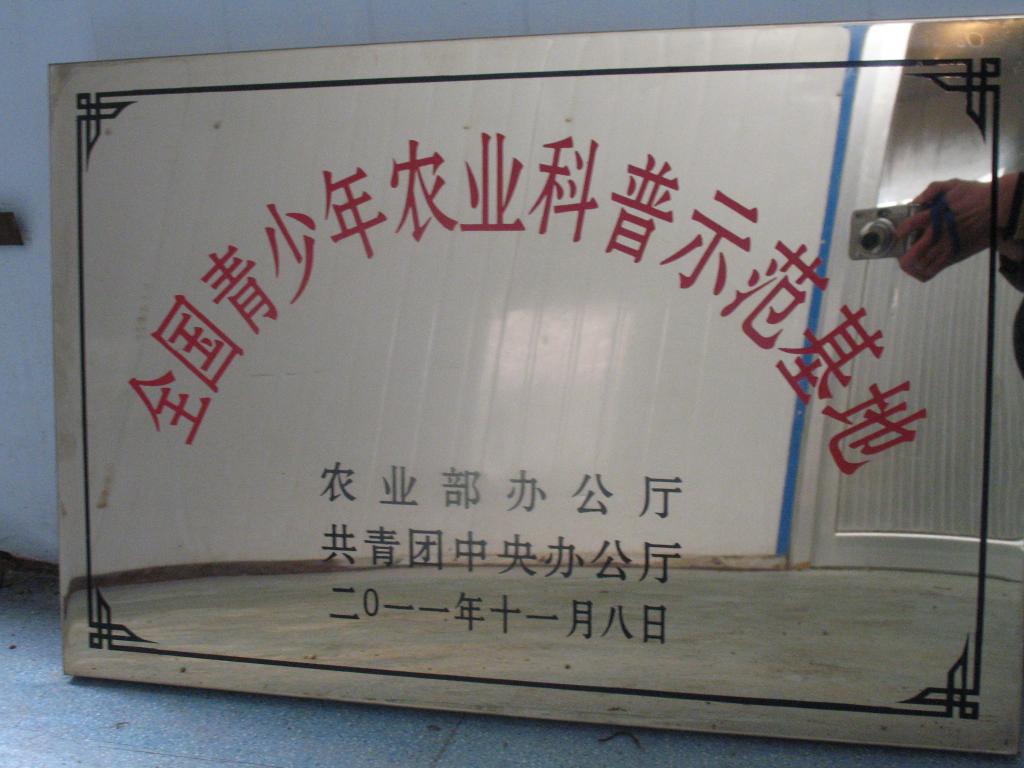 全国青少年农业科普示范基地
农业部办公厅
共青团中央办公厅
二0一一年十一月八日